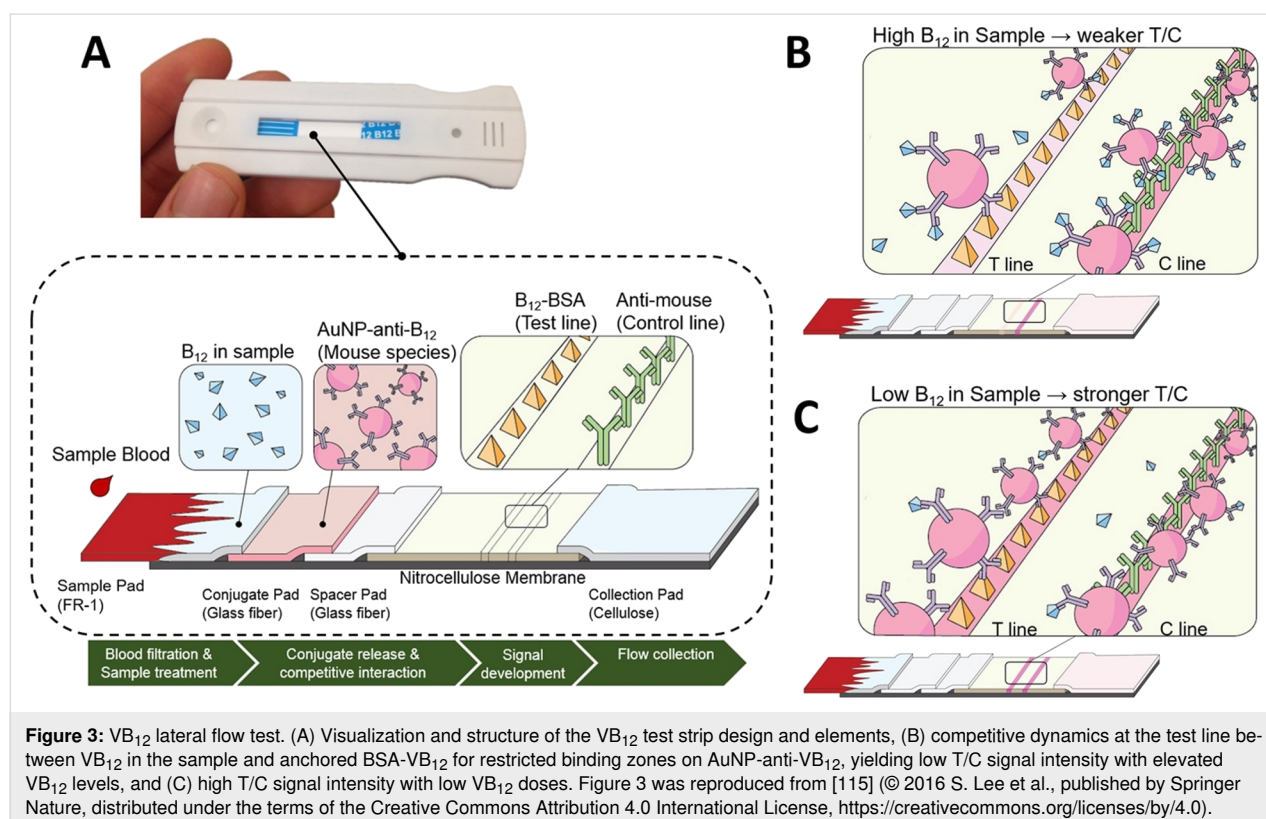 A
2 B12 B
12 B12 B
B₁₂ in sample
AuNP-anti-B₁₂
(Mouse species)
B₁₂-BSA
(Test line)
Anti-mouse
(Control line)
Sample Blood
Sample Pad
(FR-1)
Conjugate Pad
(Glass fiber)
Spacer Pad
(Glass fiber)
Nitrocellulose Membrane
Collection Pad
(Cellulose)
Blood filtration &
Sample treatment
Conjugate release &
competitive interaction
Signal
development
Flow collection
B
High B₁₂ in Sample → weaker T/C
T line
C line
C
Low B₁₂ in Sample → stronger T/C
T line
C line
Figure 3: VB₁₂ lateral flow test. (A) Visualization and structure of the VB₁₂ test strip design and elements, (B) competitive dynamics at the test line be-
tween VB₁₂ in the sample and anchored BSA-VB₁₂ for restricted binding zones on AuNP-anti-VB₁₂, yielding low T/C signal intensity with elevated
VB₁₂ levels, and (C) high T/C signal intensity with low VB₁₂ doses. Figure 3 was reproduced from [115] (© 2016 S. Lee et al., published by Springer
Nature, distributed under the terms of the Creative Commons Attribution 4.0 International License, https://creativecommons.org/licenses/by/4.0).